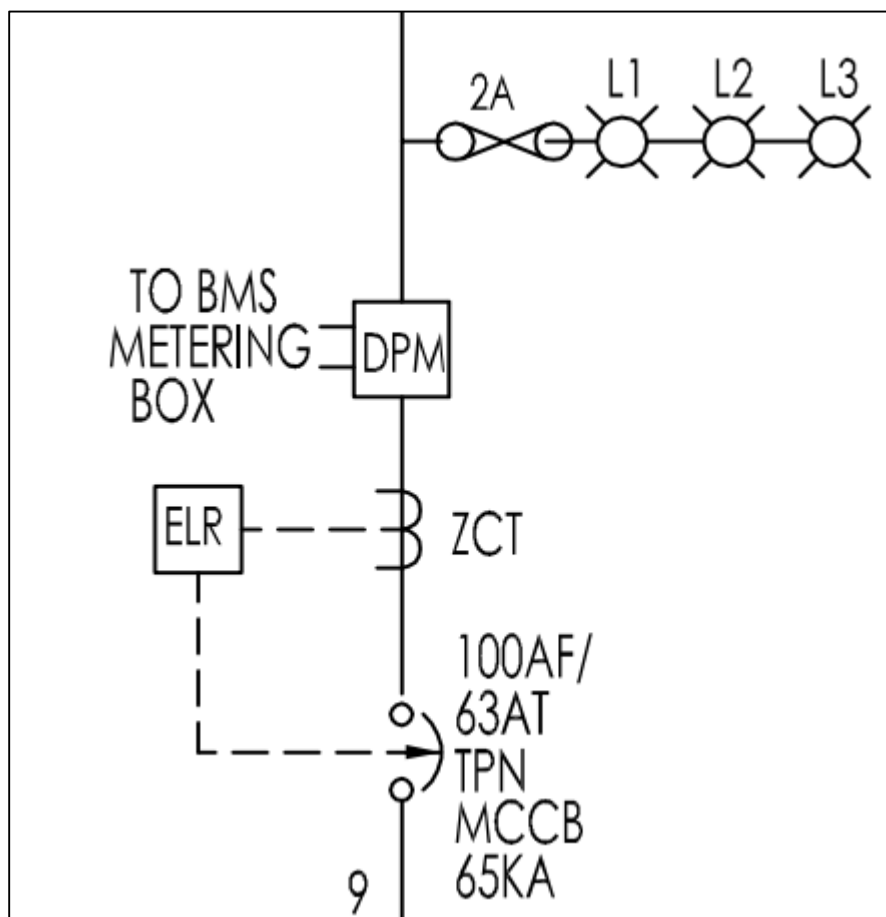 2A
L1
L2
L3
TO BMS
METERING
BOX
DPM
ELR
ZCT
100AF/
63AT
TPN
MCCB
65KA
9